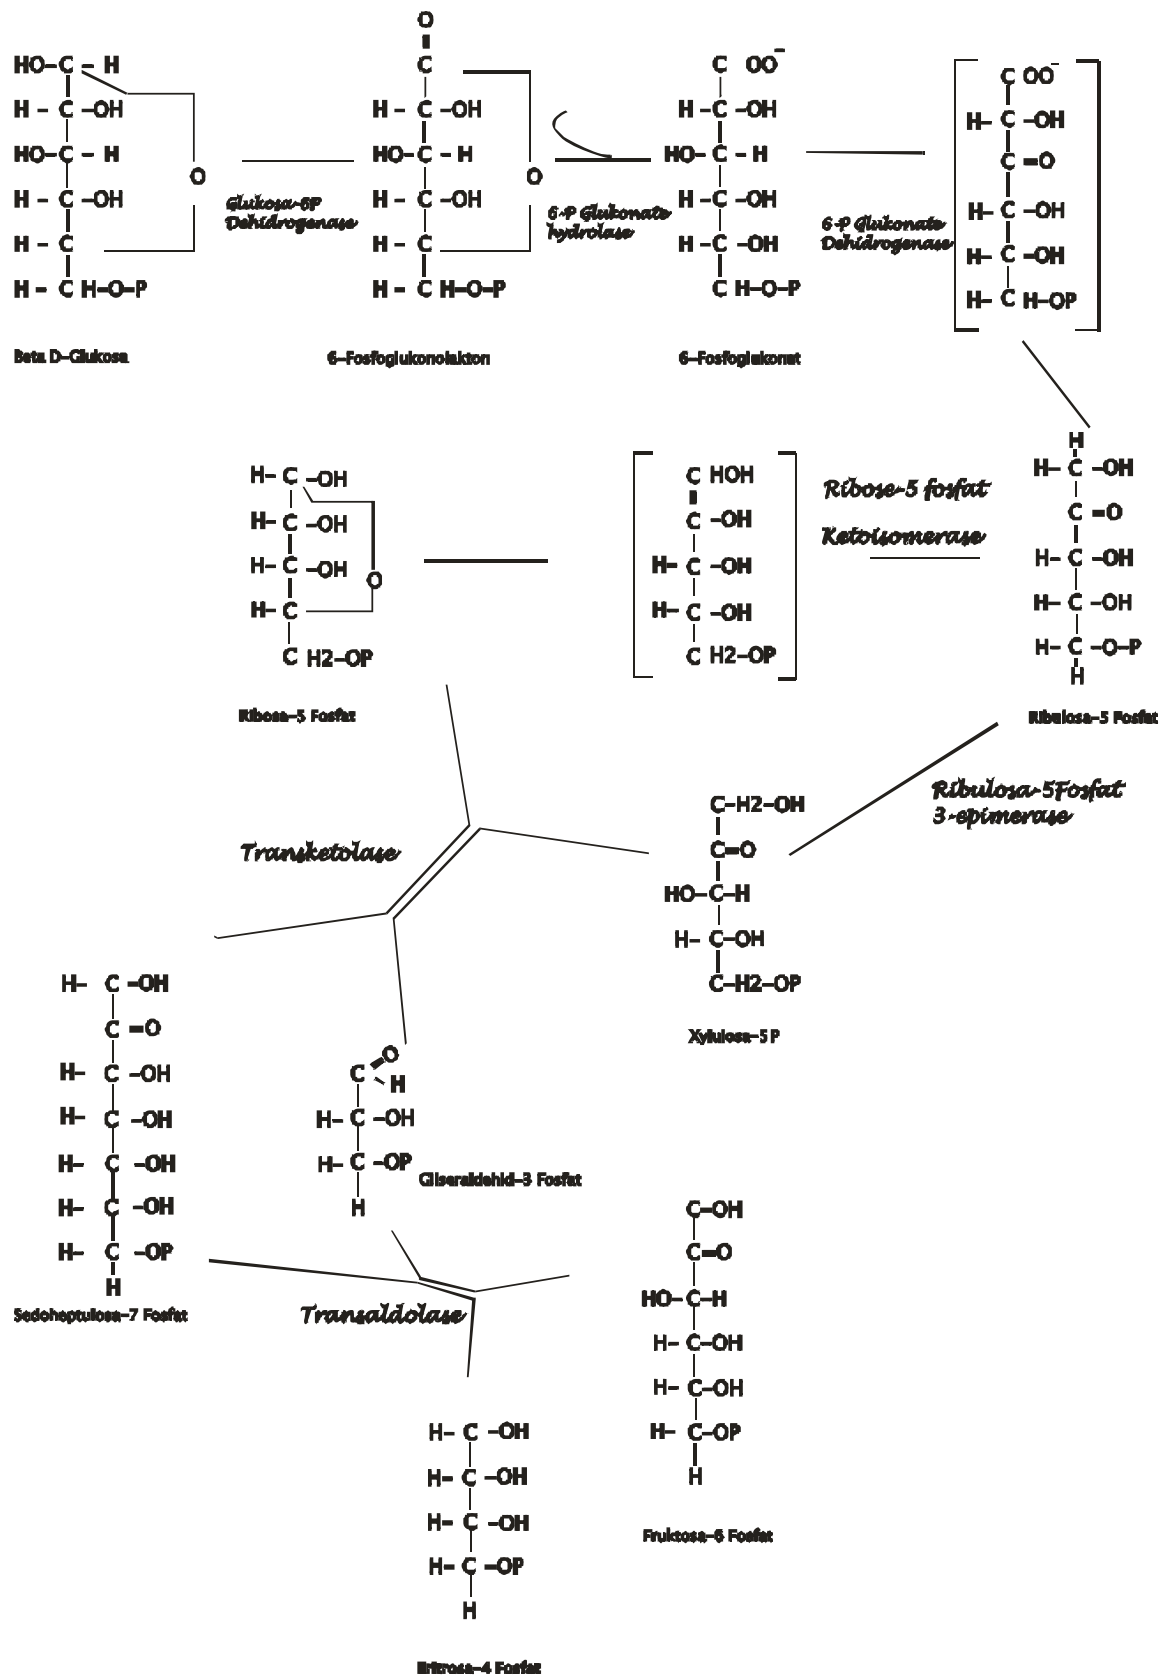 HO-C-H
H-C-OH
HO-C-H
H-C-OH
H-C
H-CH-O-P
O
Beta D-Glukosa
Glukosa-6P
Dehidrogenase
O
C
H-C-OH
HO-C-H
H-C-OH
H-C
H-CH-O-P
O
6-Fosfoglukonolakton
6-P Glukonate
hydrolase
C OO-
H-C-OH
HO-C-H
H-C-OH
H-C-OH
CH-O-P
6-Fosfoglukonat
6-P Glukonate
Dehidrogenase
C OO-
H-C-OH
C=O
H-C-OH
H-C-OH
H-C H-OP
H
H-C-OH
C=O
H-C-OH
H-C-OH
H-C-O-P
H
Ribulosa-5 Fosfat
Ribose-5 fosfat
Ketoisomerase
C HOH
C-OH
H-C-OH
H-C-OH
C H2-OP
H-C-OH
H-C-OH
H-C-OH
H-C
C H2-OP
O
Ribosa-5 Fosfat
Ribulosa-5Fosfat
3-epimerase
C-H2-OH
C=O
HO-C-H
H-C-OH
C-H2-OP
Xylulosa-5P
Transketolase
H-C-OH
C=O
H-C-OH
H-C-OH
H-C-OH
H-C-OH
H-C-OP
H
Sedoheptulosa-7 Fosfat
O
C
H
H-C-OH
H-C-OP
H
Gliseraldehid-3 Fosfat
Transaldolase
C-OH
C=O
HO-C-H
H-C-OH
H-C-OH
H-C-OP
H
Fruktosa-6 Fosfat
H-C-OH
H-C-OH
H-C-OH
H-C-OP
H
Eritrosa-4 Fosfat